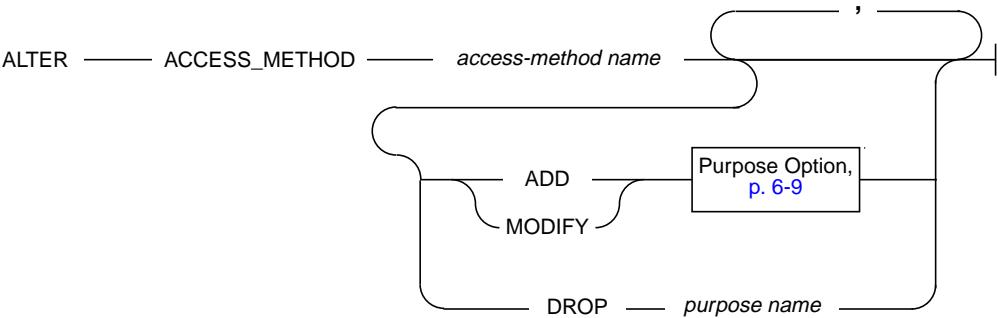 ,
ALTER ACCESS_METHOD access-method name
ADD
MODIFY
Purpose Option,
p. 6-9
DROP purpose name